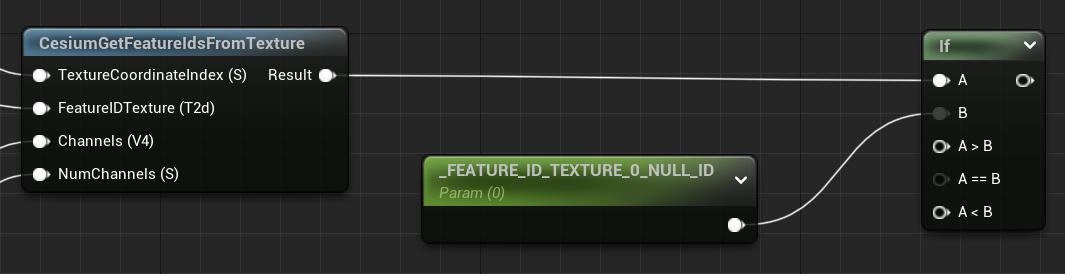 CesiumGetFeatureIdsFromTexture
TextureCoordinateIndex (S) Result
FeatureIDTexture (T2d)
Channels (V4)
NumChannels (S)
_FEATURE_ID_TEXTURE_0_NULL_ID
Param (0)
If
A
B
A > B
A == B
A < B